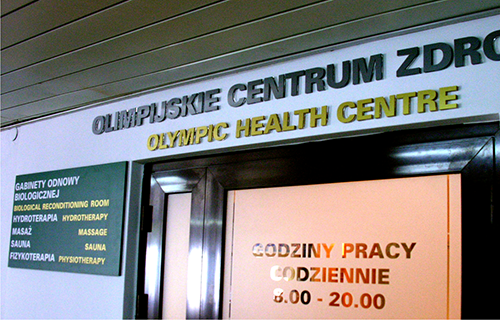 OLIMPIJSKIE CENTRUM ZDRO
OLYMPIC HEALTH CENTRE
GABINETY ODNOWY
BIOLOGICZNEJ
BIOLOGICAL RECONDITIONING ROOM
HYDROTERAPIA HYDROTHERAPY
MASAŻ MASSAGE
SAUNA SAUNA
FIZYKOTERAPIA PHYSIOTHERAPY
GODZINY PRACY
CODZIENNIE
8.00 - 20.00